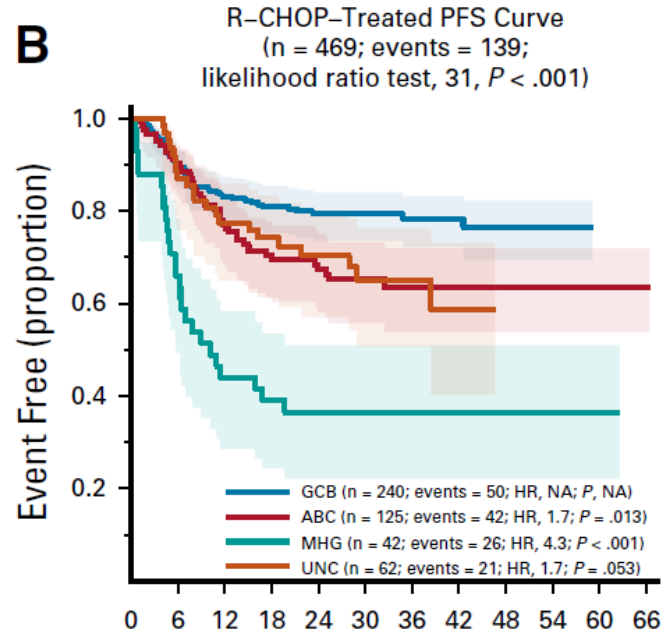 B
R–CHOP–Treated PFS Curve
(n = 469; events = 139;
likelihood ratio test, 31, P < .001)
Event Free (proportion)
1.0
0.8
0.6
0.4
0.2
GCB (n = 240; events = 50; HR, NA; P, NA)
ABC (n = 125; events = 42; HR, 1.7; P = .013)
MHG (n = 42; events = 26; HR, 4.3; P < .001)
UNC (n = 62; events = 21; HR, 1.7; P = .053)
0 6 12 18 24 30 36 42 48 54 60 66